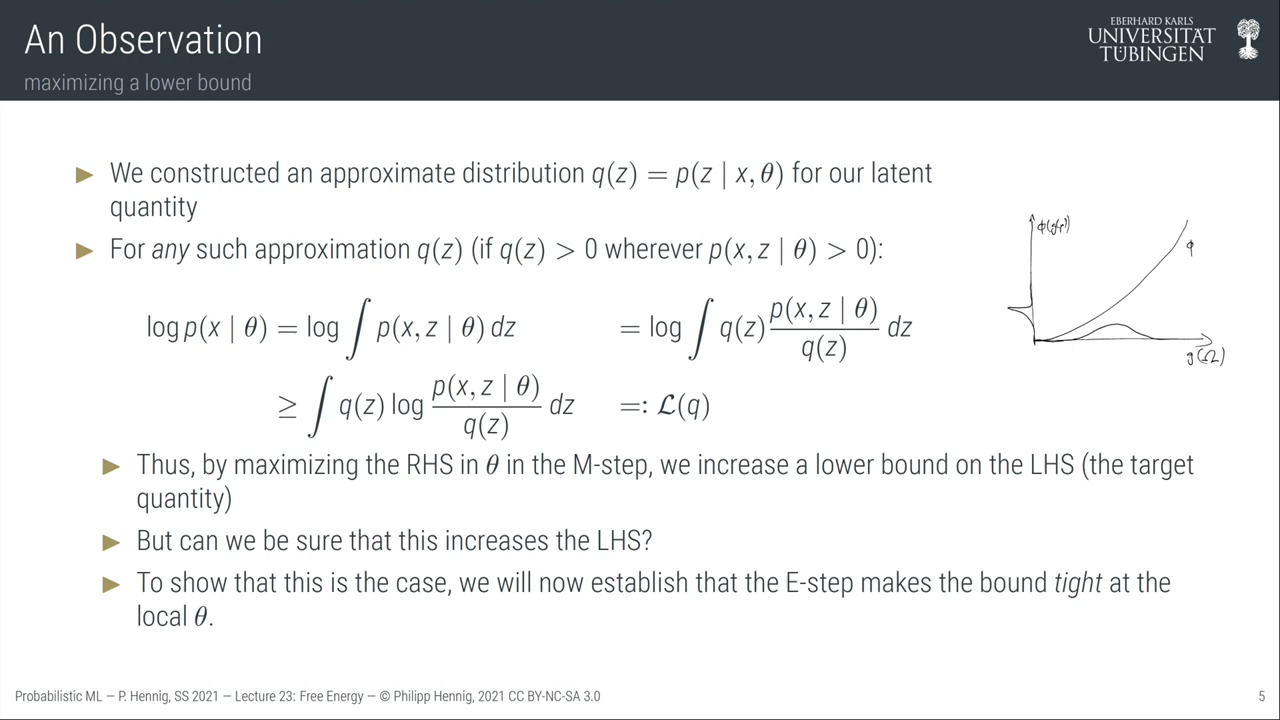 An Observation
maximizing a lower bound
EBERHARD KARLS
UNIVERSITÄT
TÜBINGEN
▶ We constructed an approximate distribution q(z) = p(z | x, θ) for our latent
quantity
▶ For any such approximation q(z) (if q(z) > 0 wherever p(x, z | θ) > 0):
log p(x | θ) = log ∫ p(x, z | θ) dz = log ∫ q(z) p(x, z | θ) / q(z) dz
≥ ∫ q(z) log p(x, z | θ) / q(z) dz =: ℒ(q)
ϕ
▶ Thus, by maximizing the RHS in θ in the M-step, we increase a lower bound on the LHS (the target
quantity)
▶ But can we be sure that this increases the LHS?
▶ To show that this is the case, we will now establish that the E-step makes the bound tight at the
local θ.
Probabilistic ML — P. Hennig, SS 2021 — Lecture 23: Free Energy — © Philipp Hennig, 2021 CC BY-NC-SA 3.0
5